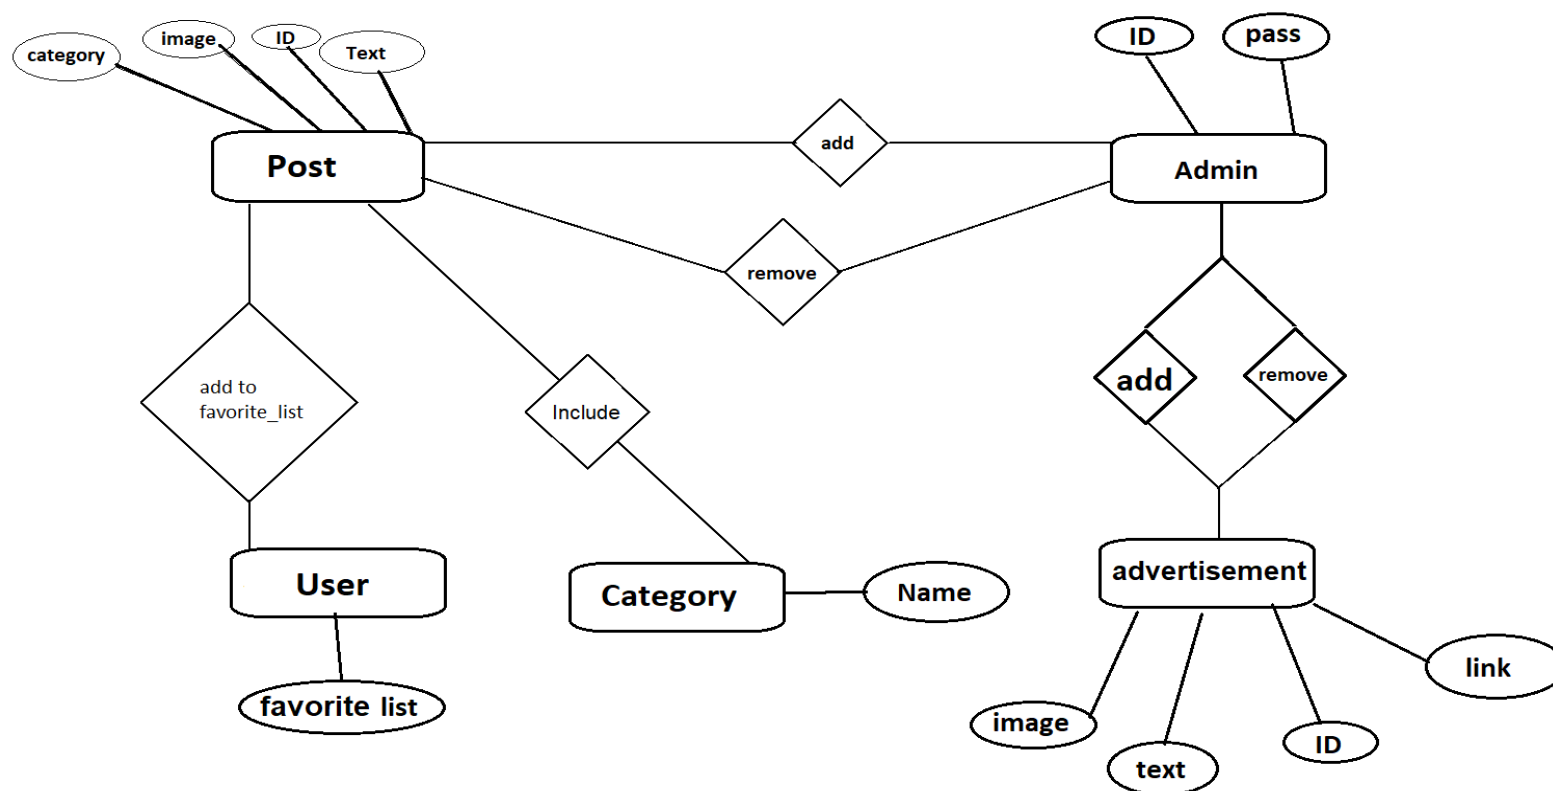 category
image
ID
Text
ID
pass
Post
add
Admin
remove
add to
favorite_list
Include
add
remove
User
Category
Name
advertisement
favorite list
image
text
ID
link